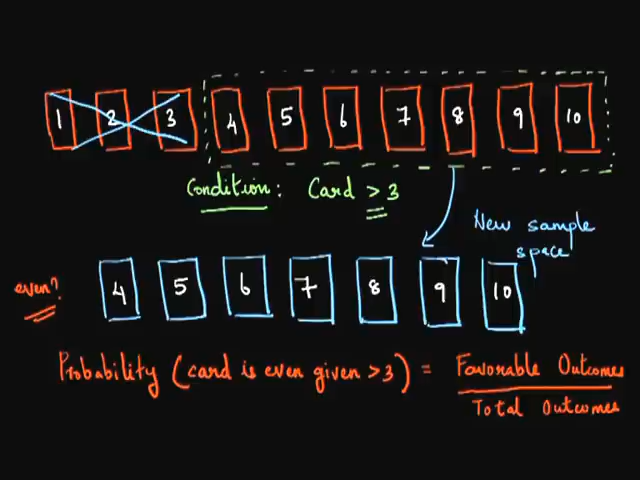 1 2 3 4 5 6 7 8 9 10
Condition: Card > 3
New sample
space
even? 4 5 6 7 8 9 10
Probability (card is even given >3) = Favorable Outcomes
Total Outcomes